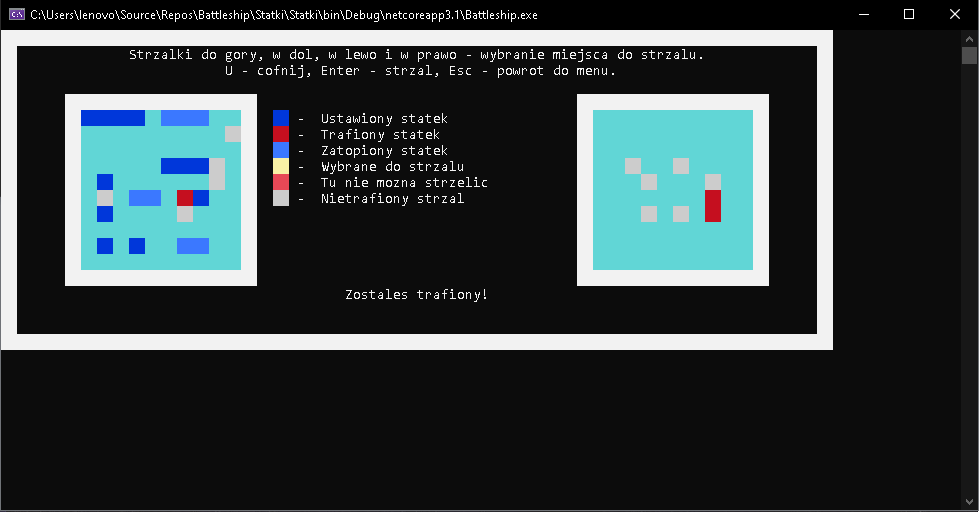 C:\Users\lenovo\Source\Repos\Battleship\Statki\Statki\bin\Debug\netcoreapp3.1\Battleship.exe
Strzalki do gory, w dol, w lewo i w prawo - wybranie miejsca do strzalu.
U - cofnij, Enter - strzal, Esc - powrot do menu.
- Ustawiony statek
- Trafiony statek
- Zatopiony statek
- Wybrane do strzalu
- Tu nie mozna strzelic
- Nietrafiony strzal
Zostales trafiony!